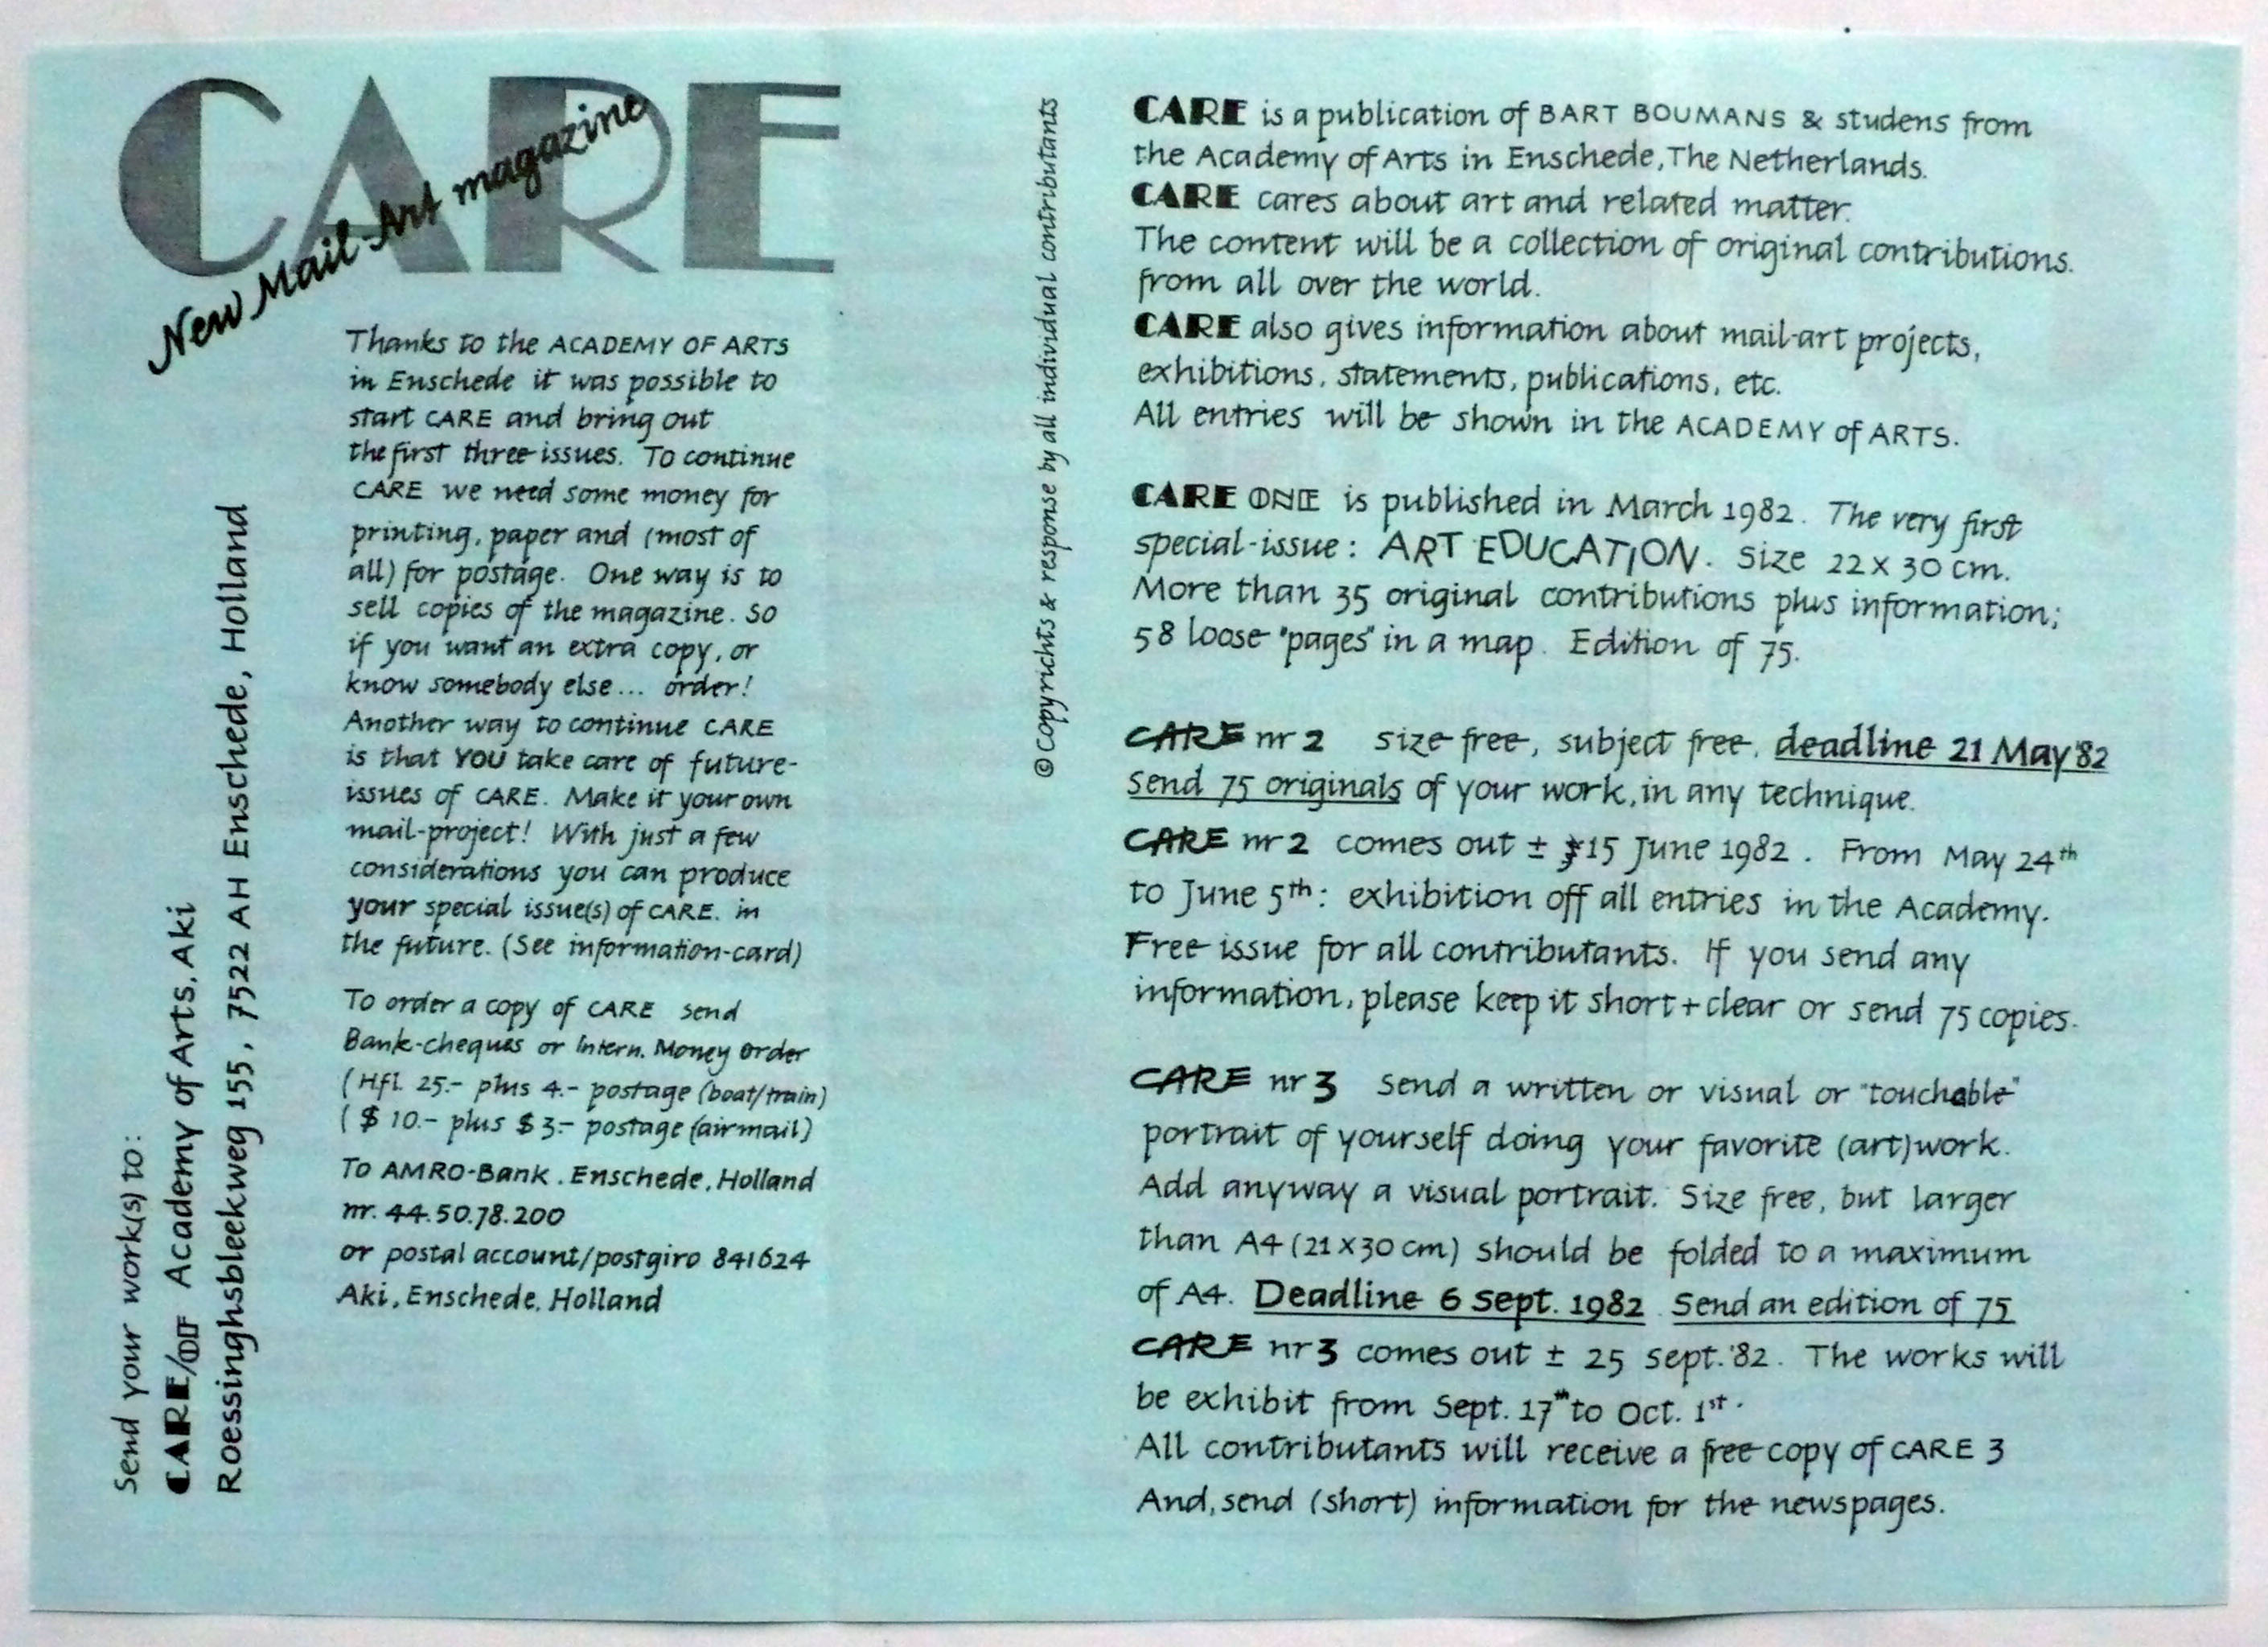 CARE
New Mail-Art magazine
Thanks to the ACADEMY OF ARTS
in Enschede it was possible to
start CARE and bring out
the first three issues. To continue
CARE we need some money for
printing, paper and (most of
all) for postage. One way is to
sell copies of the magazine. So
if you want an extra copy, or
know somebody else... order!
Another way to continue CARE
is that YOU take care of future-
issues of CARE. Make it your own
mail-project! With just a few
considerations you can produce
your special issue(s) of CARE. in
the future. (See information-card)
To order a copy of CARE send
Bank-cheques or Intern. Money order
(Hfl. 25.- plus 4.- postage (boat/train)
($ 10.- plus $ 3.- postage (airmail)
To AMRO-Bank. Enschede, Holland
nr. 44.50.78.200
or postal account/postgiro 841624
Aki, Enschede, Holland
Send your work(s) to:
CARE/OF Academy of Arts, Aki
Roessinghsbleekweg 155, 7522 AH Enschede, Holland
© Copyrichts & response by all individual contributants
CARE is a publication of BART BOUMANS & studens from
the Academy of Arts in Enschede, The Netherlands.
CARE cares about art and related matter.
The content will be a collection of original contributions.
from all over the world.
CARE also gives information about mail-art projects,
exhibitions, statements, publications, etc.
All entries will be shown in the ACADEMY of ARTS.
CARE ONE is published in March 1982. The very first
special-issue: ART EDUCATION. Size 22 x 30 cm.
More than 35 original contributions plus information;
58 loose "pages" in a map. Edition of 75.
CARE nr 2 size free, subject free, deadline 21 May '82
Send 75 originals of your work, in any technique.
CARE nr 2 comes out ± 15 June 1982. From May 24th
to June 5th: exhibition off all entries in the Academy.
Free issue for all contributants. If you send any
information, please keep it short + clear or send 75 copies.
CARE nr 3 Send a written or visual or "touchable"
portrait of yourself doing your favorite (art)work.
Add anyway a visual portrait. Size free, but larger
than A4 (21 x 30 cm) should be folded to a maximum
of A4. Deadline 6 Sept. 1982 Send an edition of 75
CARE nr 3 comes out ± 25 Sept. '82. The works will
be exhibit from Sept. 17th to Oct. 1st.
All contributants will receive a free copy of CARE 3
And, send (short) information for the newspages.